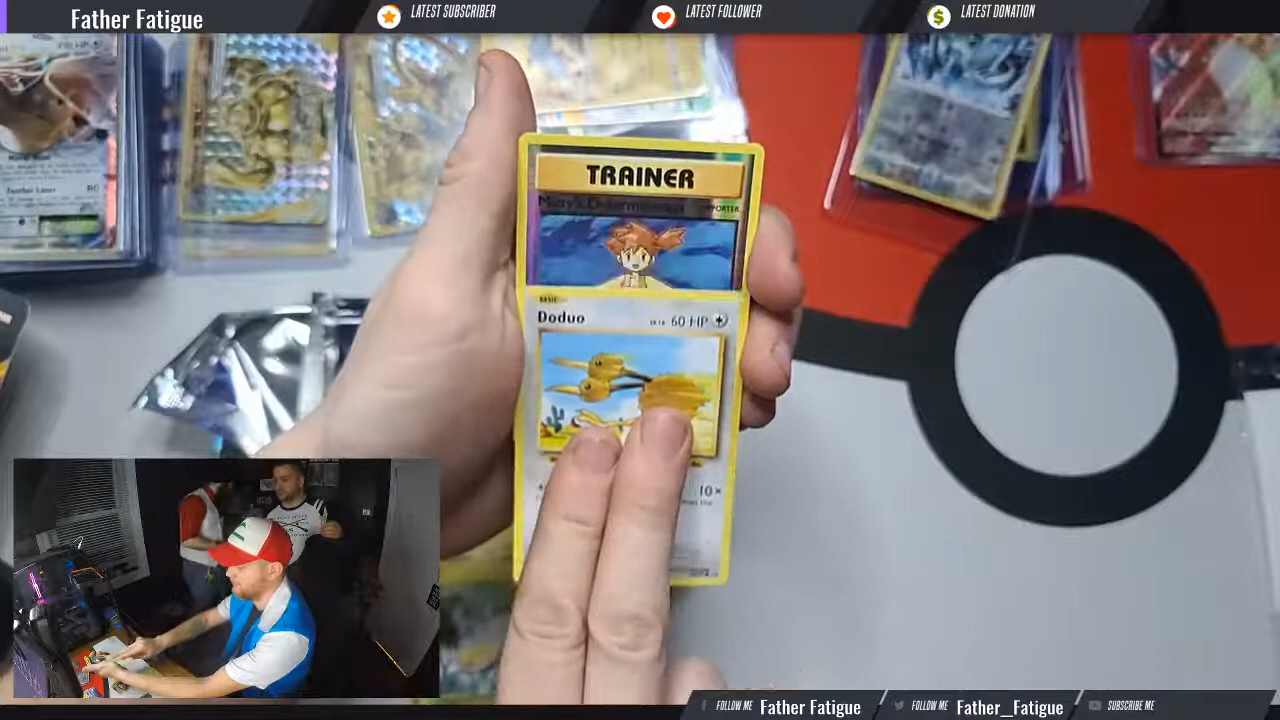 Father Fatigue
LATEST SUBSCRIBER
LATEST FOLLOWER
LATEST DONATION
TRAINER
Misty's Determination
BASIC
Doduo
60 HP
10×
FOLLOW ME Father Fatigue
FOLLOW ME Father_Fatigue
SUBSCRIBE ME